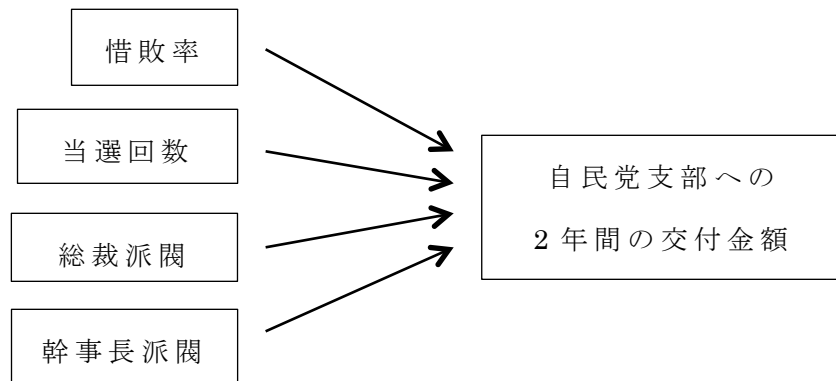 惜敗率
当選回数
総裁派閥
幹事長派閥
自民党支部への
2年間の交付金額